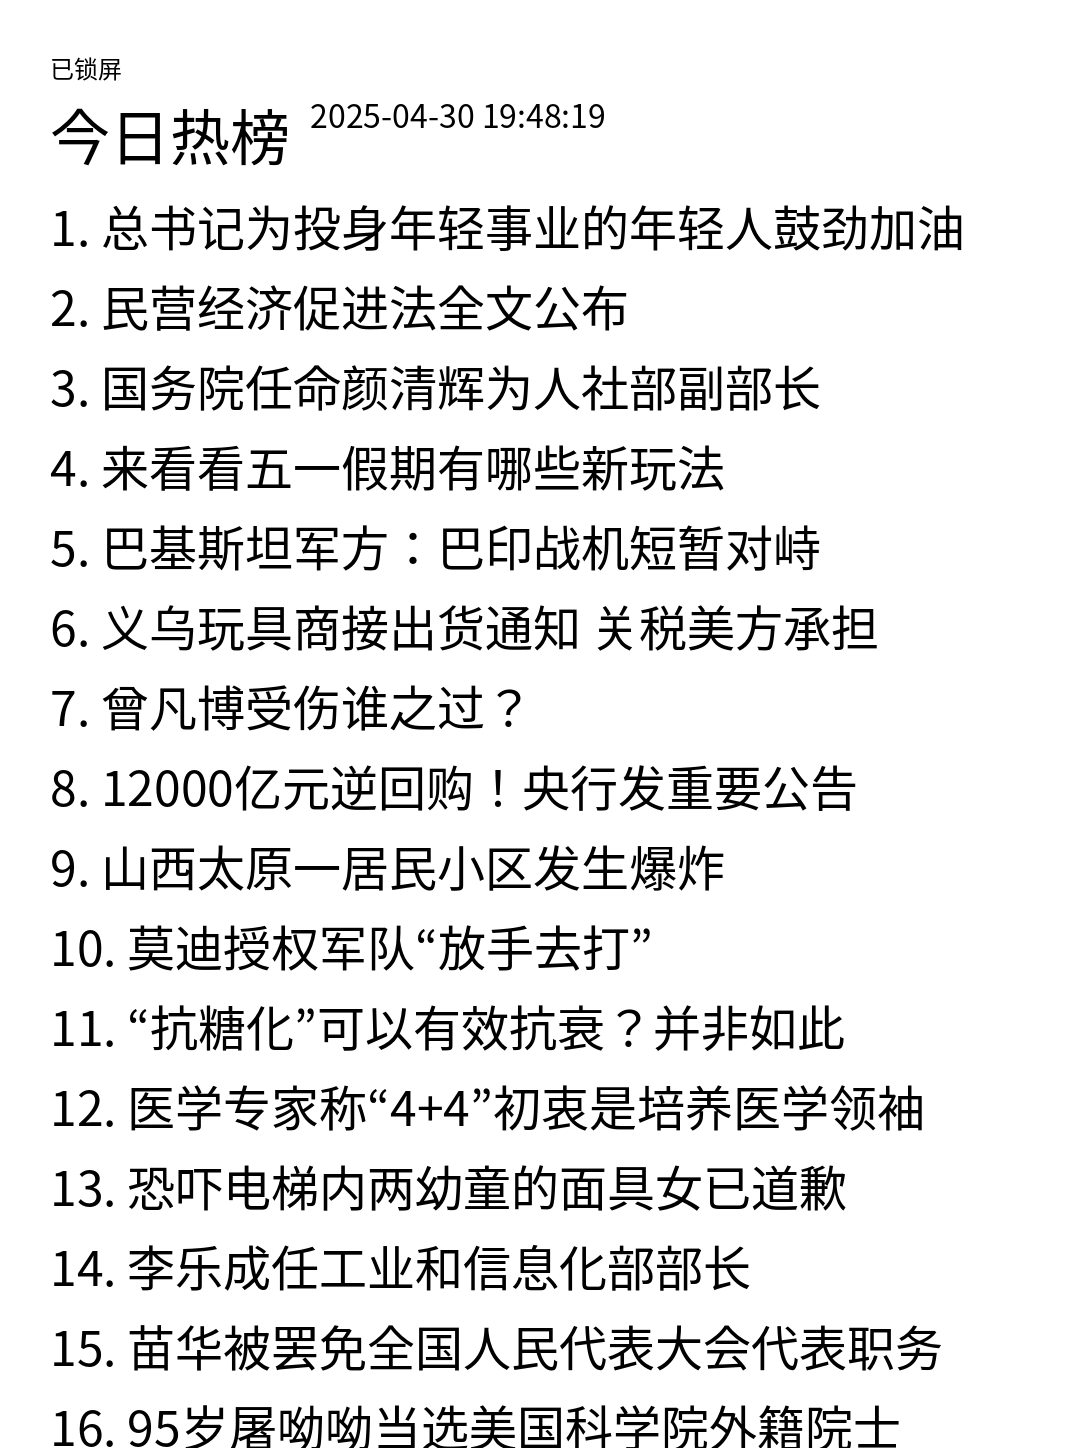 已锁屏
今日热榜 2025-04-30 19:48:19
1. 总书记为投身年轻事业的年轻人鼓劲加油
2. 民营经济促进法全文公布
3. 国务院任命颜清辉为人社部副部长
4. 来看看五一假期有哪些新玩法
5. 巴基斯坦军方：巴印战机短暂对峙
6. 义乌玩具商接出货通知 关税美方承担
7. 曾凡博受伤谁之过？
8. 12000亿元逆回购！央行发重要公告
9. 山西太原一居民小区发生爆炸
10. 莫迪授权军队“放手去打”
11. “抗糖化”可以有效抗衰？并非如此
12. 医学专家称“4+4”初衷是培养医学领袖
13. 恐吓电梯内两幼童的面具女已道歉
14. 李乐成任工业和信息化部部长
15. 苗华被罢免全国人民代表大会代表职务
16. 95岁屠呦呦当选美国科学院外籍院士